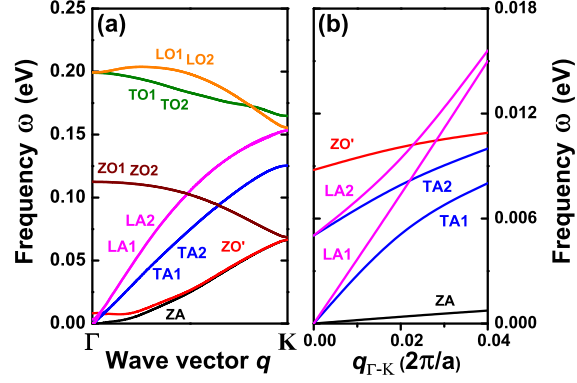 (a)
(b)
Frequency ω (eV)
0.25
0.20
0.15
0.10
0.05
0.00
LO1 LO2
TO1 TO2
ZO1 ZO2
LA2
LA1
TA2
TA1
ZO'
ZA
Γ
K
Wave vector q
ZO'
LA2
TA2
LA1
TA1
ZA
0.018
0.012
0.006
0.000
Frequency ω (eV)
0.00
0.02
0.04
qΓ-K (2π/a)